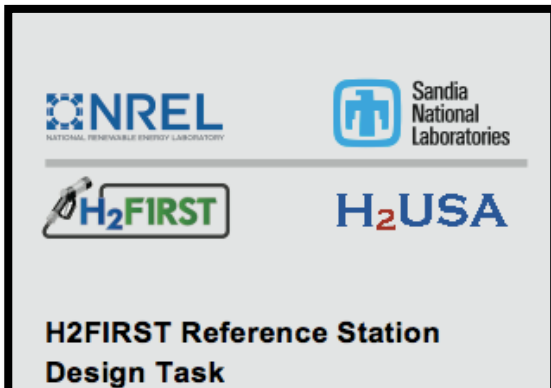 NREL
NATIONAL RENEWABLE ENERGY LABORATORY
Sandia
National
Laboratories
H2FIRST
H2USA
H2FIRST Reference Station
Design Task